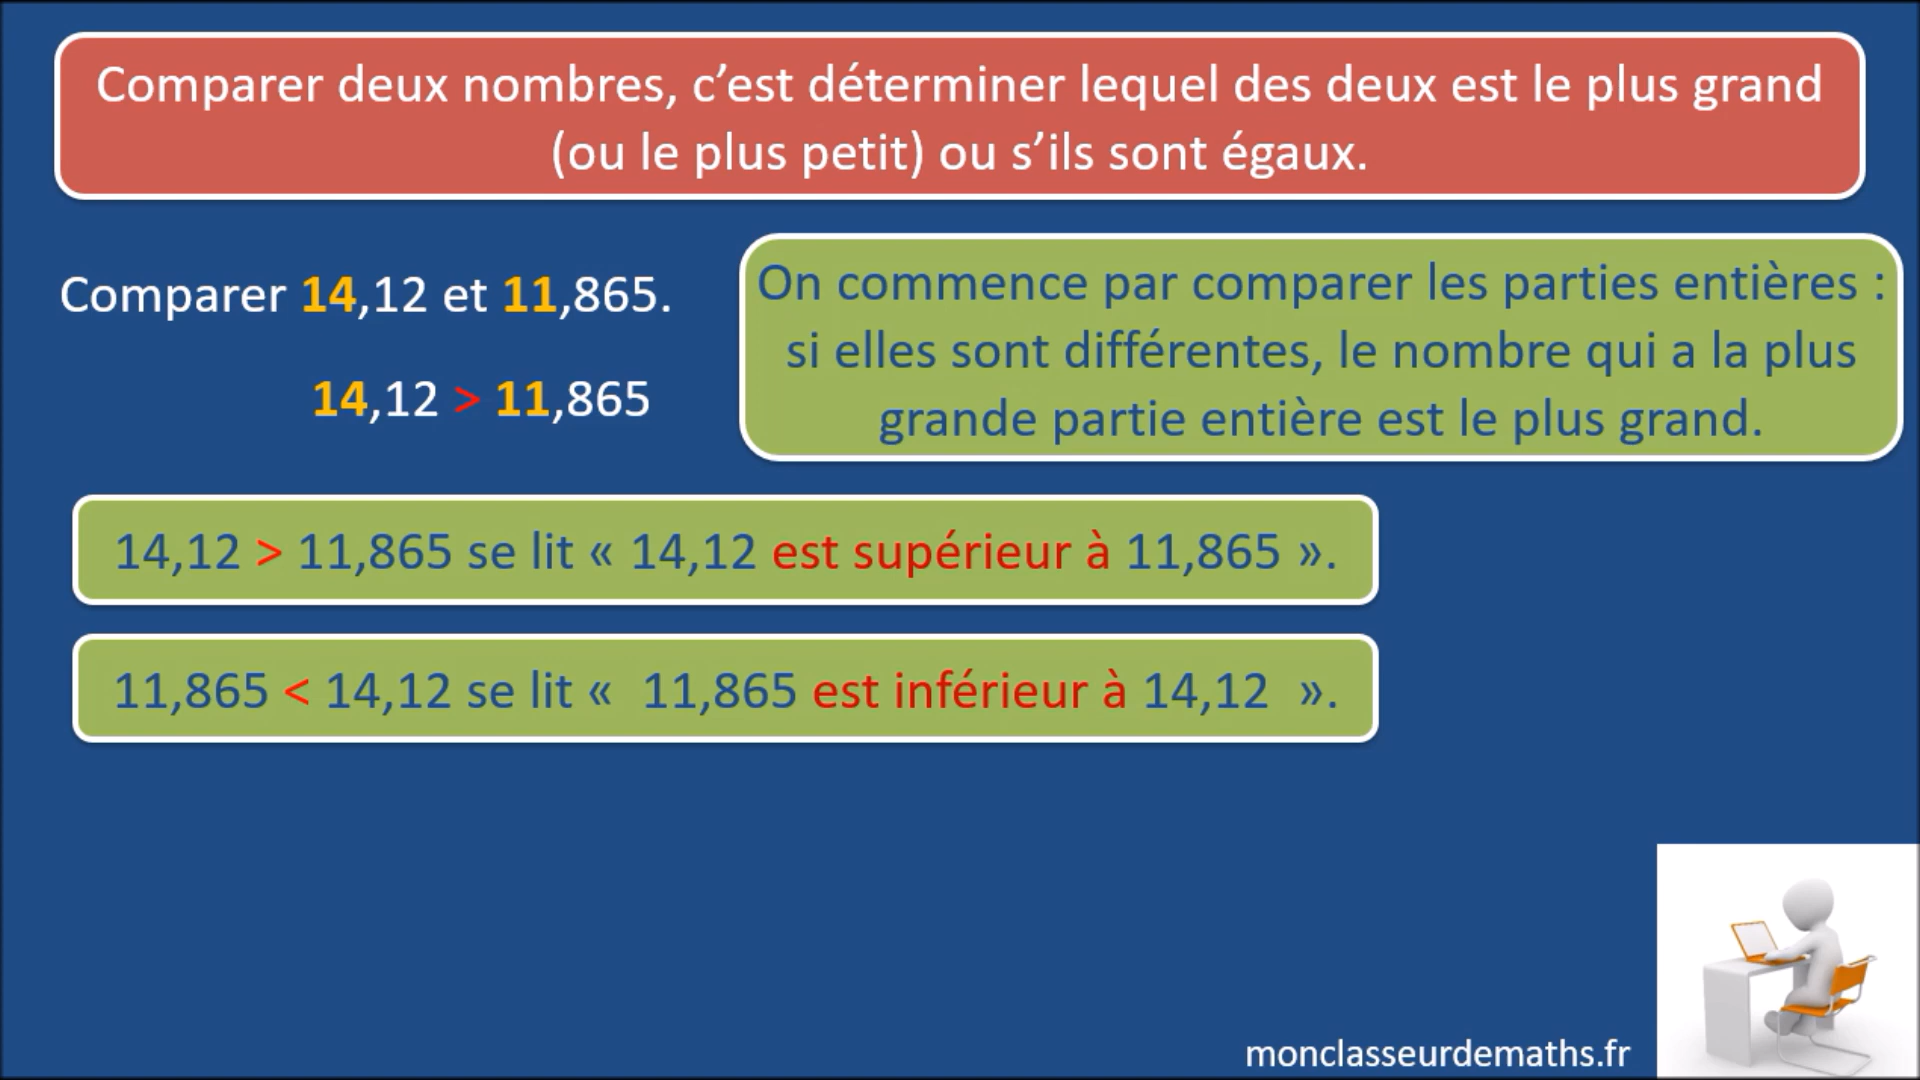 Comparer deux nombres, c’est déterminer lequel des deux est le plus grand
(ou le plus petit) ou s’ils sont égaux.
Comparer 14,12 et 11,865.
14,12 > 11,865
On commence par comparer les parties entières :
si elles sont différentes, le nombre qui a la plus
grande partie entière est le plus grand.
14,12 > 11,865 se lit « 14,12 est supérieur à 11,865 ».
11,865 < 14,12 se lit «  11,865 est inférieur à 14,12  ».
monclasseurdemaths.fr